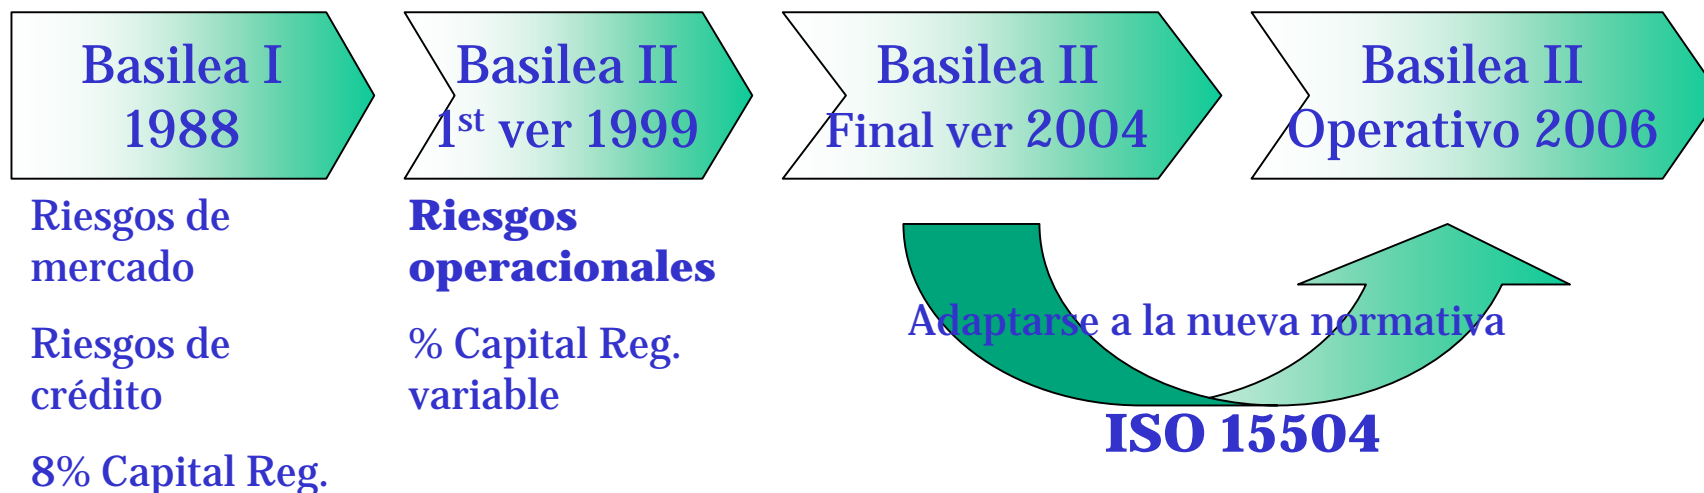 Basilea I
1988
Basilea II
1st ver 1999
Basilea II
Final ver 2004
Basilea II
Operativo 2006
Riesgos de
mercado
Riesgos de
crédito
8% Capital Reg.
Riesgos
operacionales
% Capital Reg.
variable
Adaptarse a la nueva normativa
ISO 15504